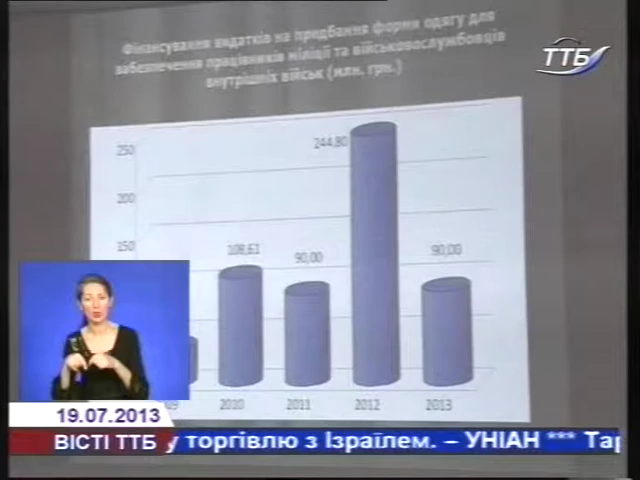 Фінансування видатків на придбання форми одягу для
забезпечення працівників міліції та військовослужбовців
внутрішніх військ (млн. грн.)
ТТБ
250
244,80
200
150
108,61
90,00
90,00
09 2010 2011 2012 2013
19.07.2013
ВІСТІ ТТБ у торгівлю з Ізраїлем. – УНІАН *** Тар